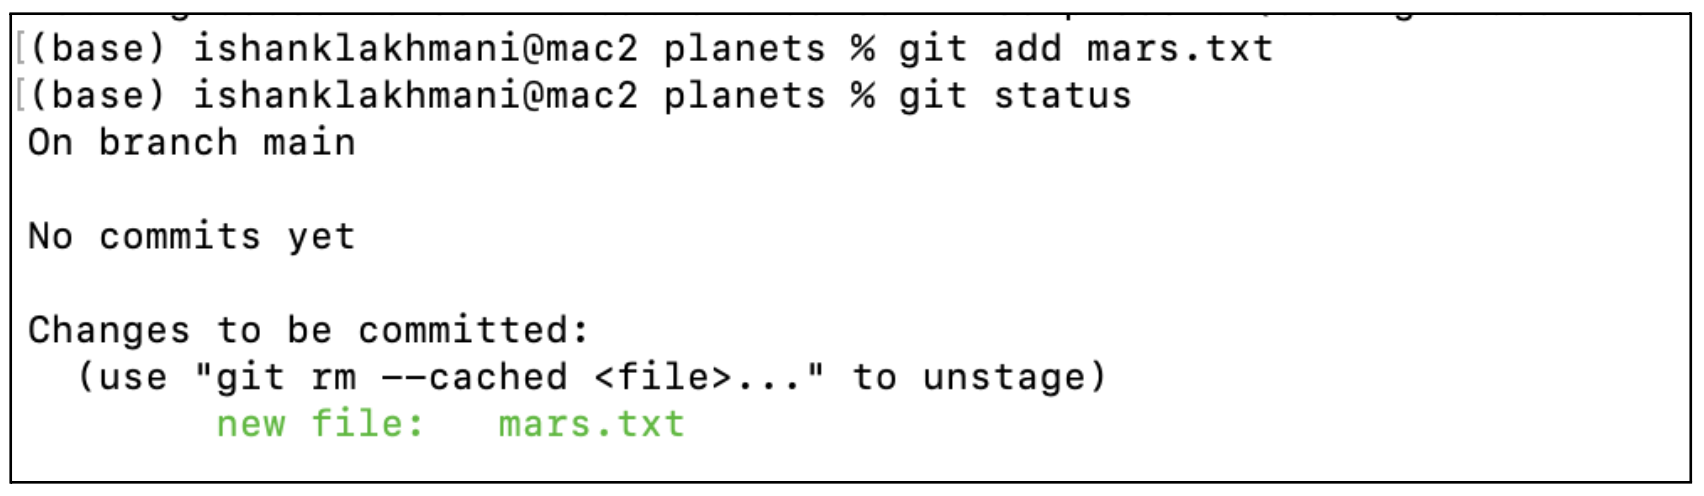 [(base) ishanklakhmani@mac2 planets % git add mars.txt
[(base) ishanklakhmani@mac2 planets % git status
On branch main
No commits yet
Changes to be committed:
  (use "git rm --cached <file>..." to unstage)
        new file:   mars.txt